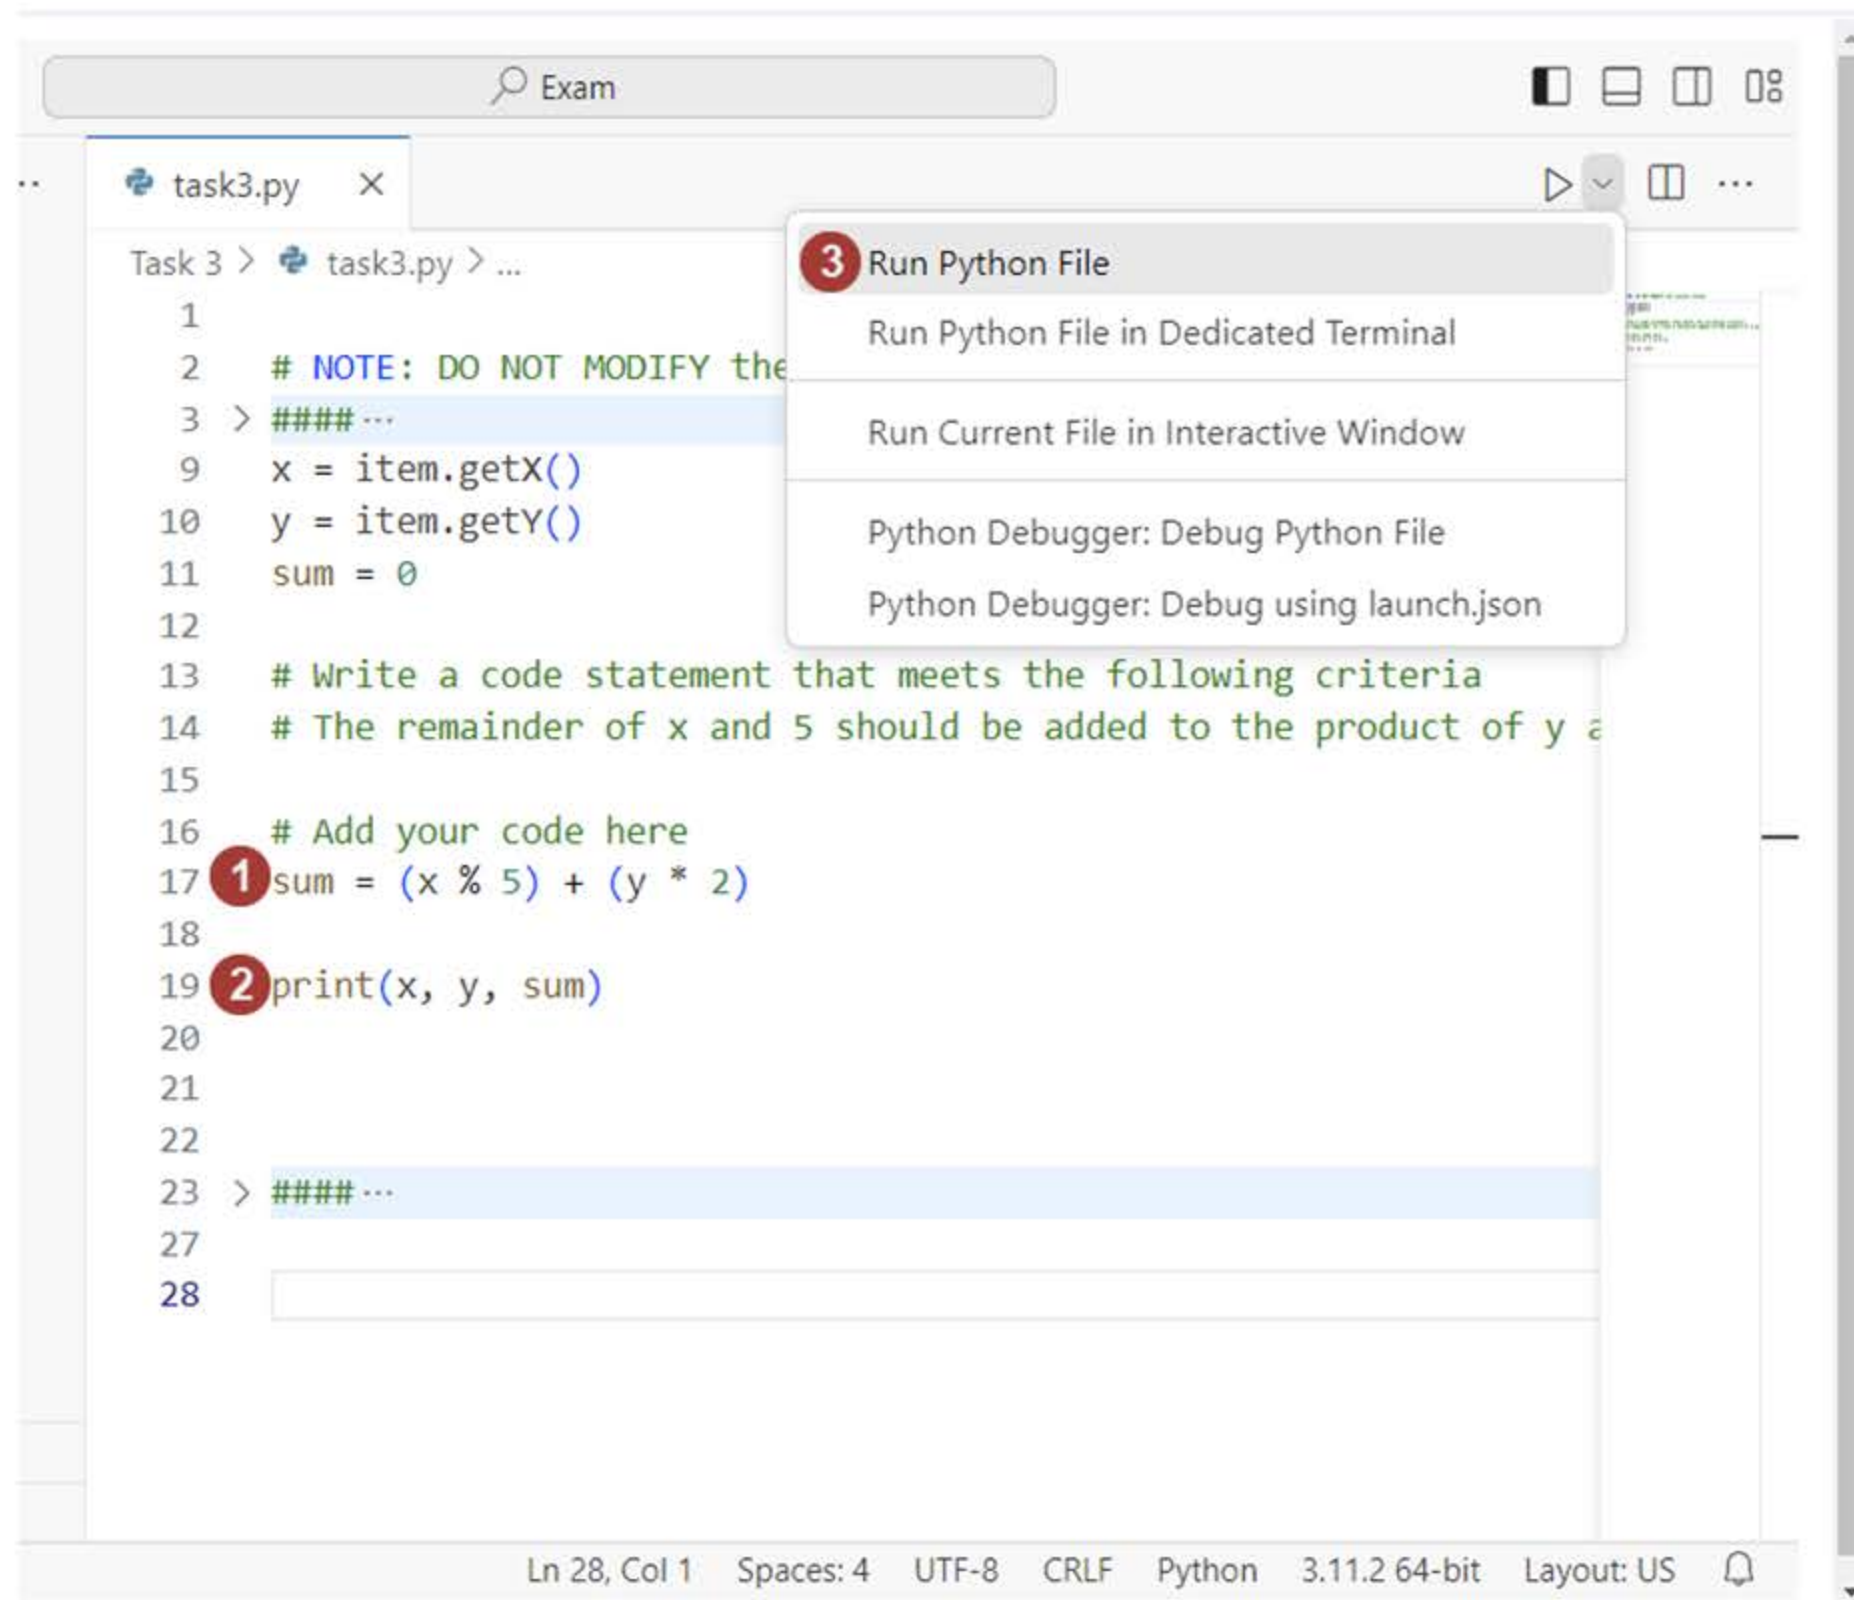 Exam
task3.py
Task 3 > task3.py > ...
3 Run Python File
Run Python File in Dedicated Terminal
Run Current File in Interactive Window
Python Debugger: Debug Python File
Python Debugger: Debug using launch.json
1
2 # NOTE: DO NOT MODIFY the
3 > ####···
9 x = item.getX()
10 y = item.getY()
11 sum = 0
12
13 # Write a code statement that meets the following criteria
14 # The remainder of x and 5 should be added to the product of y
15
16 # Add your code here
17 1 sum = (x % 5) + (y * 2)
18
19 2 print(x, y, sum)
20
21
22
23 > ####···
27
28
Ln 28, Col 1 Spaces: 4 UTF-8 CRLF Python 3.11.2 64-bit Layout: US